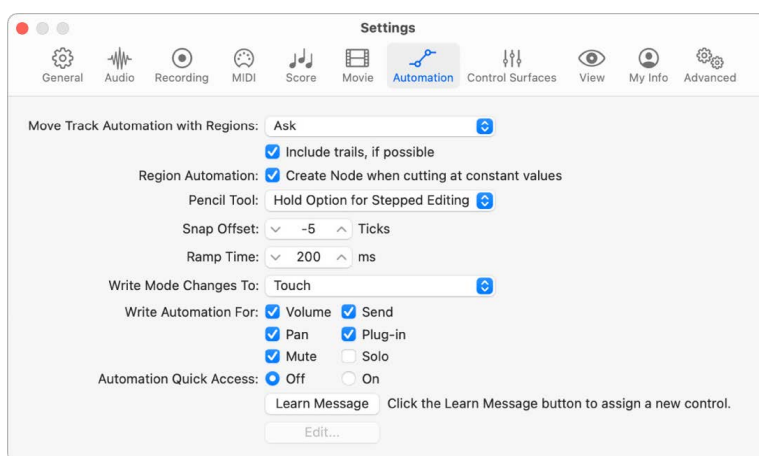 Settings
General Audio Recording MIDI Score Movie Automation Control Surfaces View My Info Advanced
Move Track Automation with Regions: Ask
Include trails, if possible
Region Automation: Create Node when cutting at constant values
Pencil Tool: Hold Option for Stepped Editing
Snap Offset: -5 Ticks
Ramp Time: 200 ms
Write Mode Changes To: Touch
Write Automation For: Volume Send
Pan Plug-in
Mute Solo
Automation Quick Access: Off On
Learn Message Click the Learn Message button to assign a new control.
Edit...